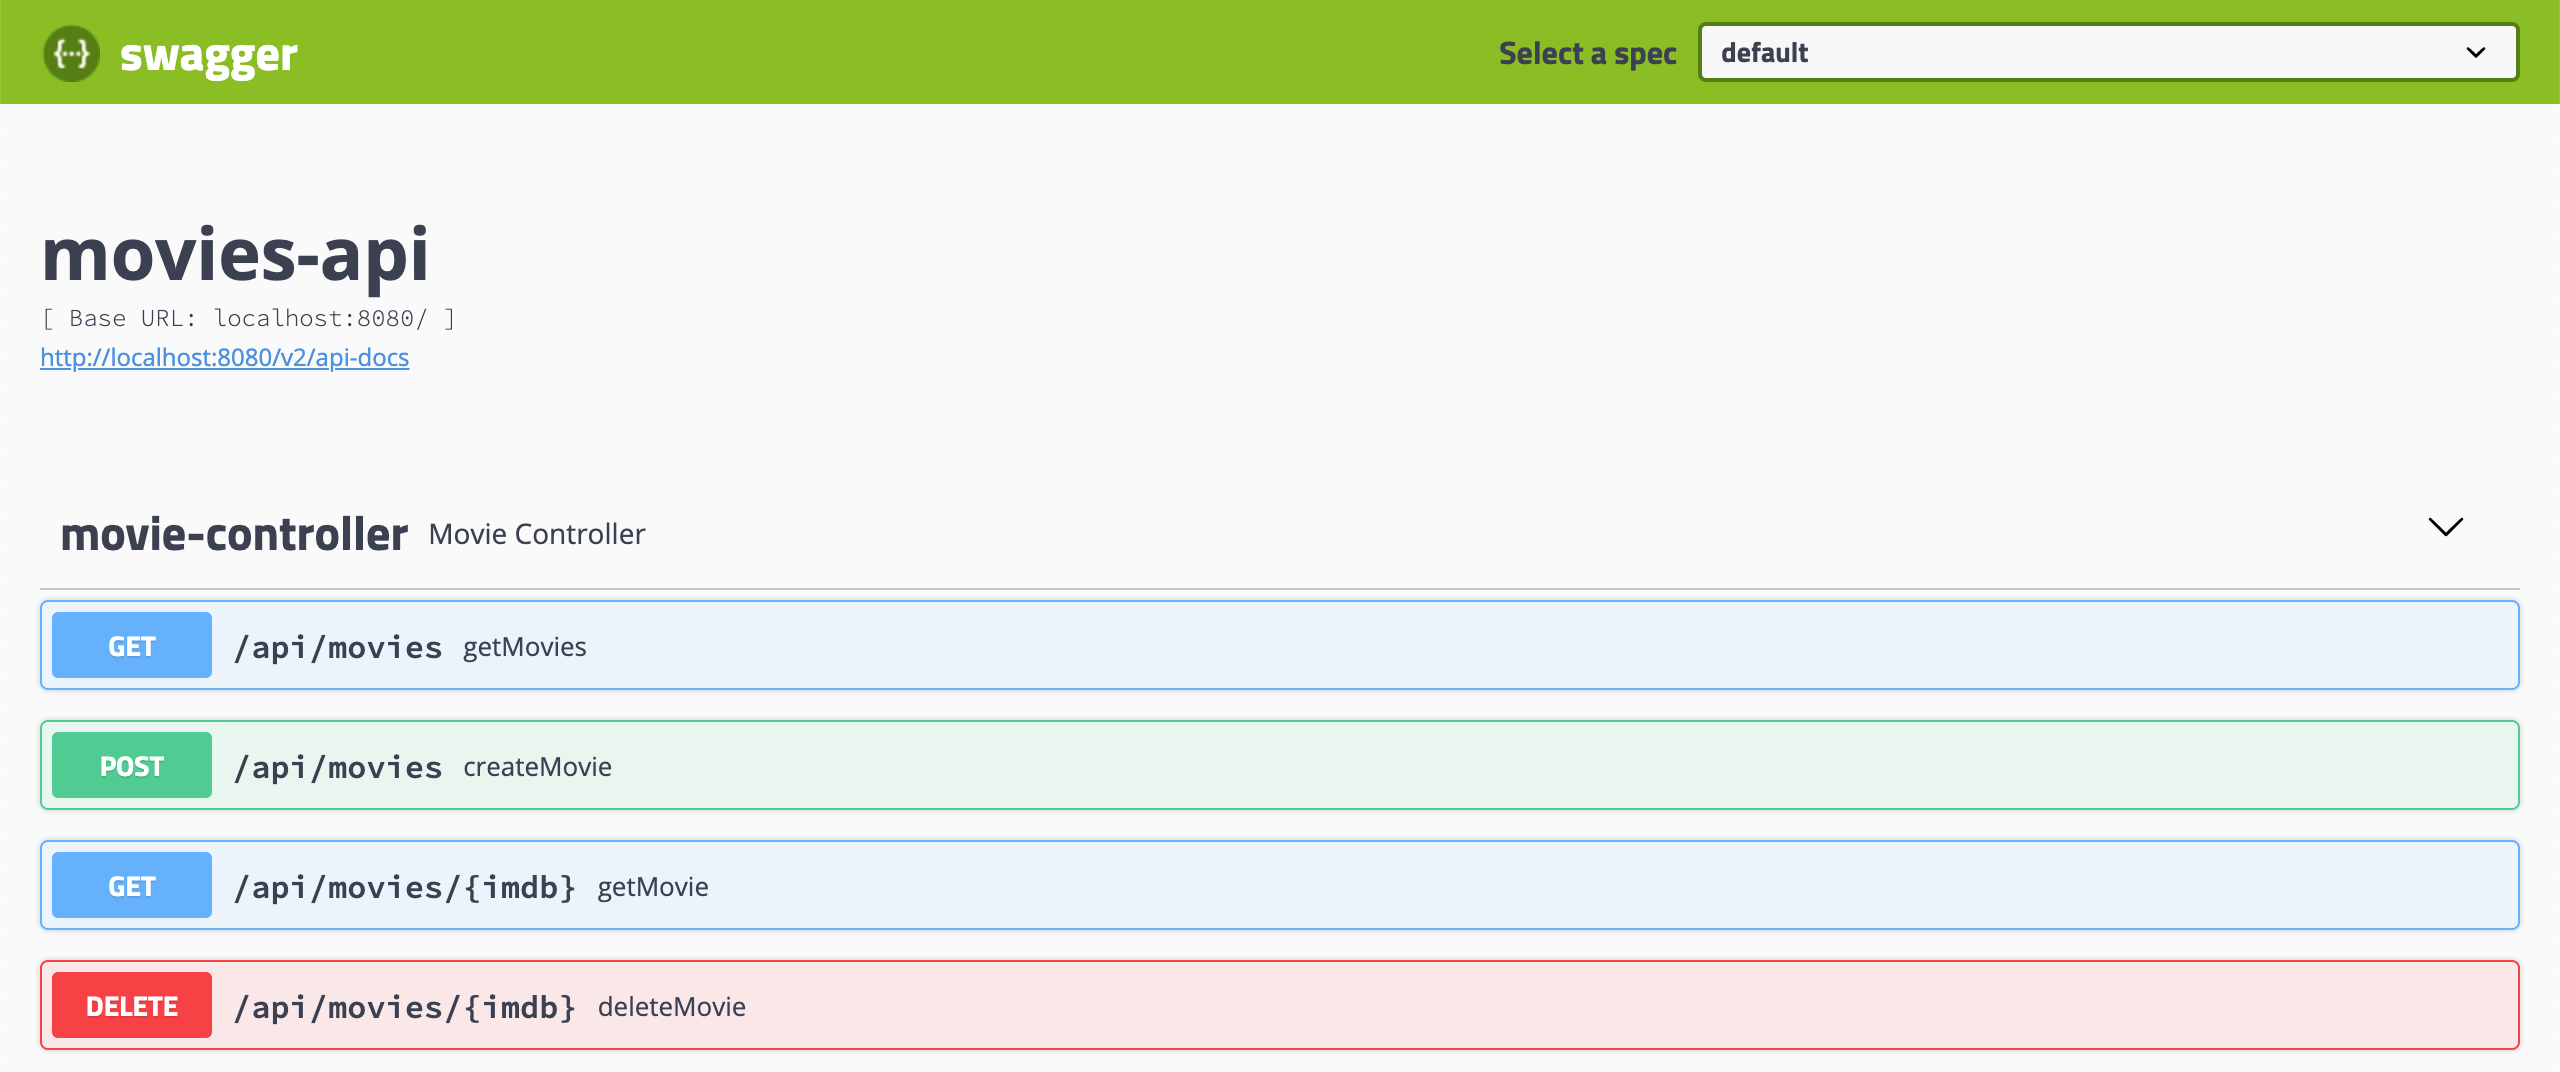 {...} swagger Select a spec default
movies-api
[ Base URL: localhost:8080/ ]
http://localhost:8080/v2/api-docs
movie-controller Movie Controller
GET /api/movies getMovies
POST /api/movies createMovie
GET /api/movies/{imdb} getMovie
DELETE /api/movies/{imdb} deleteMovie